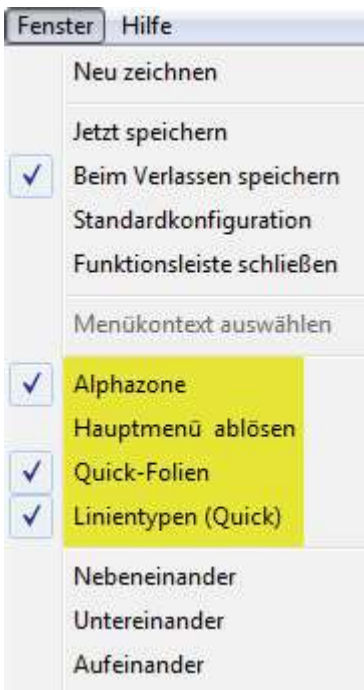 Fenster Hilfe
Neu zeichnen
Jetzt speichern
Beim Verlassen speichern
Standardkonfiguration
Funktionsleiste schließen
Menükontext auswählen
Alphazone
Hauptmenü ablösen
Quick-Folien
Linientypen (Quick)
Nebeneinander
Untereinander
Aufeinander